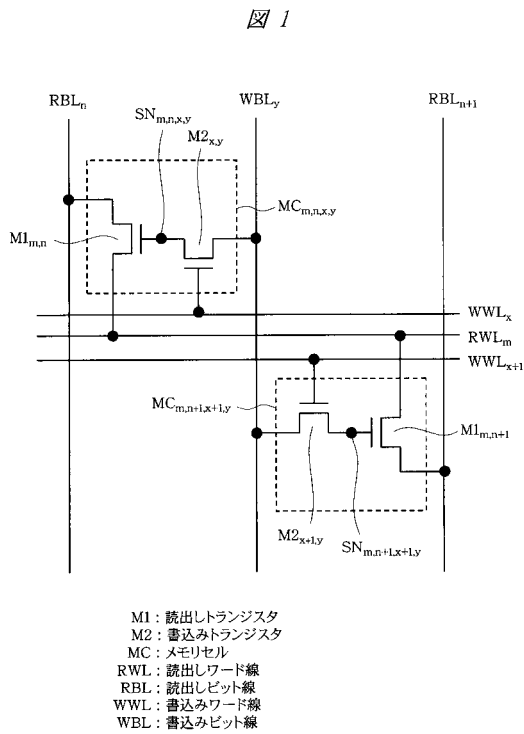 図 1
RBLn WBLy RBLn+1
SNm,n,x,y
M2x,y
MCm,n,x,y
M1m,n
WWLx
RWLm
WWLx+1
MCm,n+1,x+1,y
M1m,n+1
M2x+1,y
SNm,n+1,x+1,y
M1：読出しトランジスタ
M2：書込みトランジスタ
MC：メモリセル
RWL：読出しワード線
RBL：読出しビット線
WWL：書込みワード線
WBL：書込みビット線